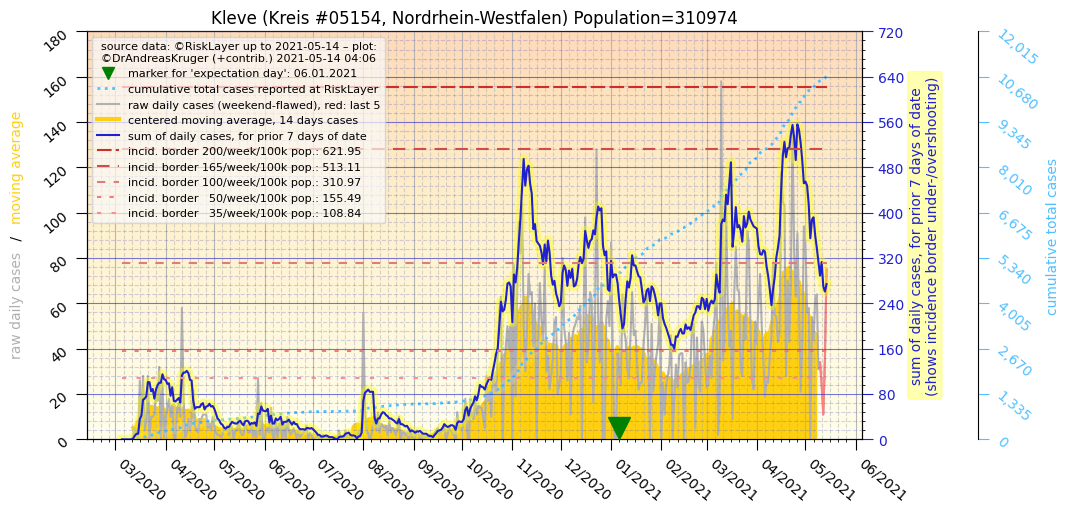 Kleve (Kreis #05154, Nordrhein-Westfalen) Population=310974
source data: ©RiskLayer up to 2021-05-14 – plot:
©DrAndreasKruger (+contrib.) 2021-05-14 04:06
marker for 'expectation day': 06.01.2021
cumulative total cases reported at RiskLayer
raw daily cases (weekend-flawed), red: last 5
centered moving average, 14 days cases
sum of daily cases, for prior 7 days of date
incid. border 200/week/100k pop.: 621.95
incid. border 165/week/100k pop.: 513.11
incid. border 100/week/100k pop.: 310.97
incid. border   50/week/100k pop.: 155.49
incid. border   35/week/100k pop.: 108.84
raw daily cases  /  moving average
180
160
140
120
100
80
60
40
20
0
03/2020
04/2020
05/2020
06/2020
07/2020
08/2020
09/2020
10/2020
11/2020
12/2020
01/2021
02/2021
03/2021
04/2021
05/2021
06/2021
720
640
560
480
400
320
240
160
80
0
sum of daily cases, for prior 7 days of date
(shows incidence border under-/overshooting)
12,015
10,680
9,345
8,010
6,675
5,340
4,005
2,670
1,335
0
cumulative total cases